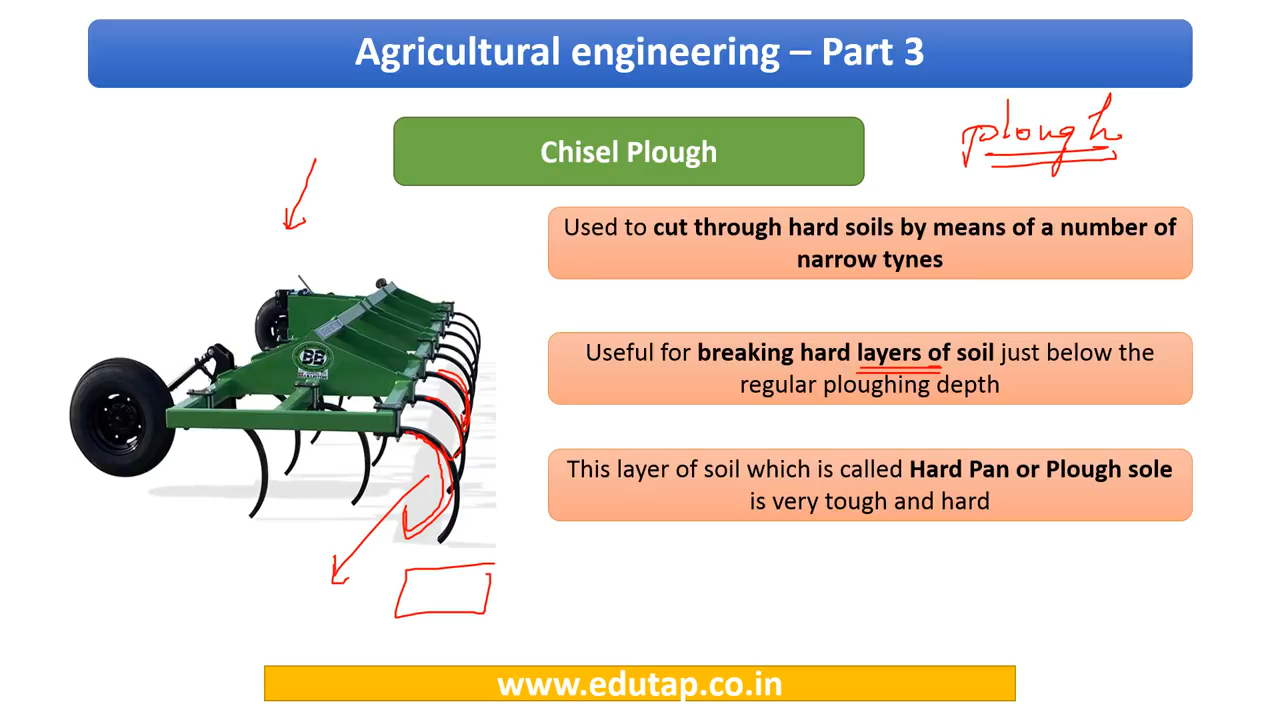 Agricultural engineering – Part 3
Chisel Plough
plough
Used to cut through hard soils by means of a number of
narrow tynes
Useful for breaking hard layers of soil just below the
regular ploughing depth
This layer of soil which is called Hard Pan or Plough sole
is very tough and hard
BB
www.edutap.co.in